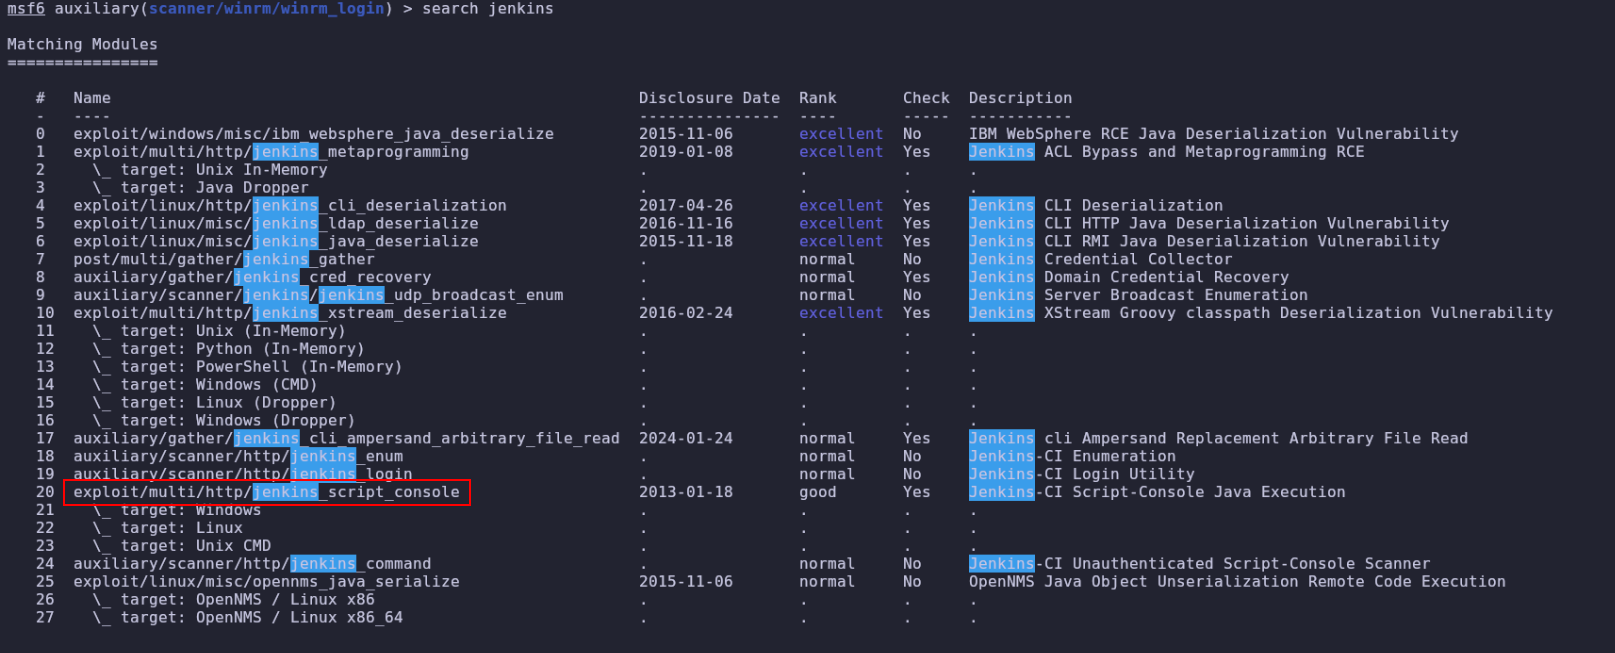 msf6 auxiliary(scanner/winrm/winrm_login) > search jenkins
Matching Modules
================
#   Name                                                         Disclosure Date  Rank       Check  Description
-   ----                                                         ---------------  ----       -----  -----------
0   exploit/windows/misc/ibm_websphere_java_deserialize          2015-11-06       excellent  No     IBM WebSphere RCE Java Deserialization Vulnerability
1   exploit/multi/http/jenkins_metaprogramming                   2019-01-08       excellent  Yes    Jenkins ACL Bypass and Metaprogramming RCE
2     \_ target: Unix In-Memory                                  .                .          .      .
3     \_ target: Java Dropper                                    .                .          .      .
4   exploit/linux/http/jenkins_cli_deserialization               2017-04-26       excellent  Yes    Jenkins CLI Deserialization
5   exploit/linux/misc/jenkins_ldap_deserialize                  2016-11-16       excellent  Yes    Jenkins CLI HTTP Java Deserialization Vulnerability
6   exploit/linux/misc/jenkins_java_deserialize                  2015-11-18       excellent  Yes    Jenkins CLI RMI Java Deserialization Vulnerability
7   post/multi/gather/jenkins_gather                             .                normal     No     Jenkins Credential Collector
8   auxiliary/gather/jenkins_cred_recovery                       .                normal     Yes    Jenkins Domain Credential Recovery
9   auxiliary/scanner/jenkins/jenkins_udp_broadcast_enum         .                normal     No     Jenkins Server Broadcast Enumeration
10  exploit/multi/http/jenkins_xstream_deserialize               2016-02-24       excellent  Yes    Jenkins XStream Groovy classpath Deserialization Vulnerability
11    \_ target: Unix (In-Memory)                                .                .          .      .
12    \_ target: Python (In-Memory)                              .                .          .      .
13    \_ target: PowerShell (In-Memory)                          .                .          .      .
14    \_ target: Windows (CMD)                                   .                .          .      .
15    \_ target: Linux (Dropper)                                 .                .          .      .
16    \_ target: Windows (Dropper)                               .                .          .      .
17  auxiliary/gather/jenkins_cli_ampersand_arbitrary_file_read   2024-01-24       normal     Yes    Jenkins cli Ampersand Replacement Arbitrary File Read
18  auxiliary/scanner/http/jenkins_enum                          .                normal     No     Jenkins-CI Enumeration
19  auxiliary/scanner/http/jenkins_login                         .                normal     No     Jenkins-CI Login Utility
20  exploit/multi/http/jenkins_script_console                    2013-01-18       good       Yes    Jenkins-CI Script-Console Java Execution
21    \_ target: Windows                                         .                .          .      .
22    \_ target: Linux                                           .                .          .      .
23    \_ target: Unix CMD                                        .                .          .      .
24  auxiliary/scanner/http/jenkins_command                       .                normal     No     Jenkins-CI Unauthenticated Script-Console Scanner
25  exploit/linux/misc/opennms_java_serialize                    2015-11-06       normal     No     OpenNMS Java Object Unserialization Remote Code Execution
26    \_ target: OpenNMS / Linux x86                             .                .          .      .
27    \_ target: OpenNMS / Linux x86_64                          .                .          .      .